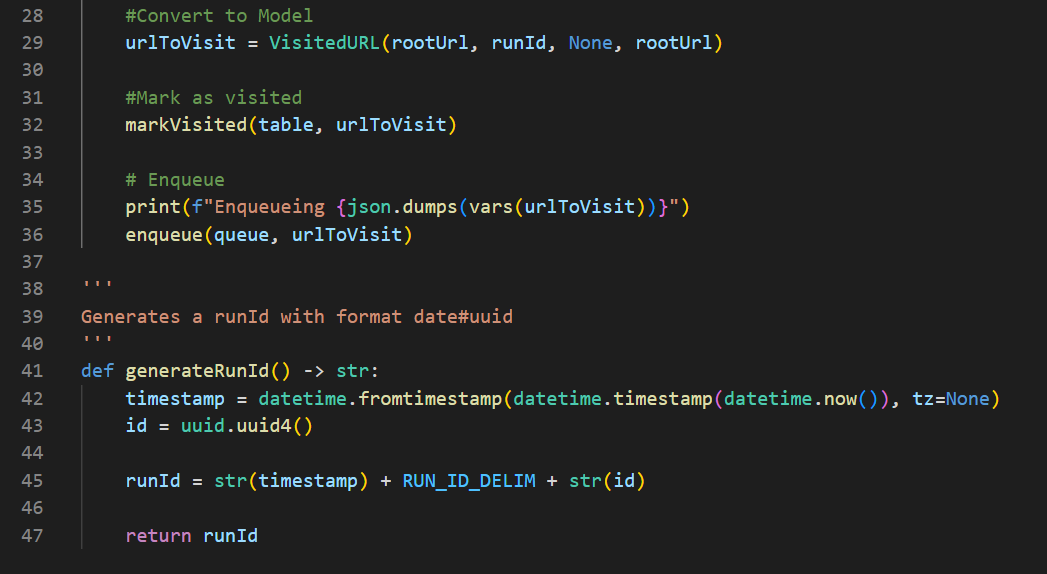 28 #Convert to Model
29 urlToVisit = VisitedURL(rootUrl, runId, None, rootUrl)
30
31 #Mark as visited
32 markVisited(table, urlToVisit)
33
34 # Enqueue
35 print(f"Enqueueing {json.dumps(vars(urlToVisit))}")
36 enqueue(queue, urlToVisit)
37
38 '''
39 Generates a runId with format date#uuid
40 '''
41 def generateRunId() -> str:
42 timestamp = datetime.fromtimestamp(datetime.timestamp(datetime.now()), tz=None)
43 id = uuid.uuid4()
44
45 runId = str(timestamp) + RUN_ID_DELIM + str(id)
46
47 return runId